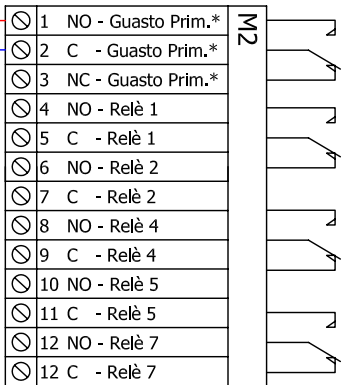 1 NO - Guasto Prim.*
2 C - Guasto Prim.*
3 NC - Guasto Prim.*
4 NO - Relè 1
5 C - Relè 1
6 NO - Relè 2
7 C - Relè 2
8 NO - Relè 4
9 C - Relè 4
10 NO - Relè 5
11 C - Relè 5
12 NO - Relè 7
12 C - Relè 7
M2